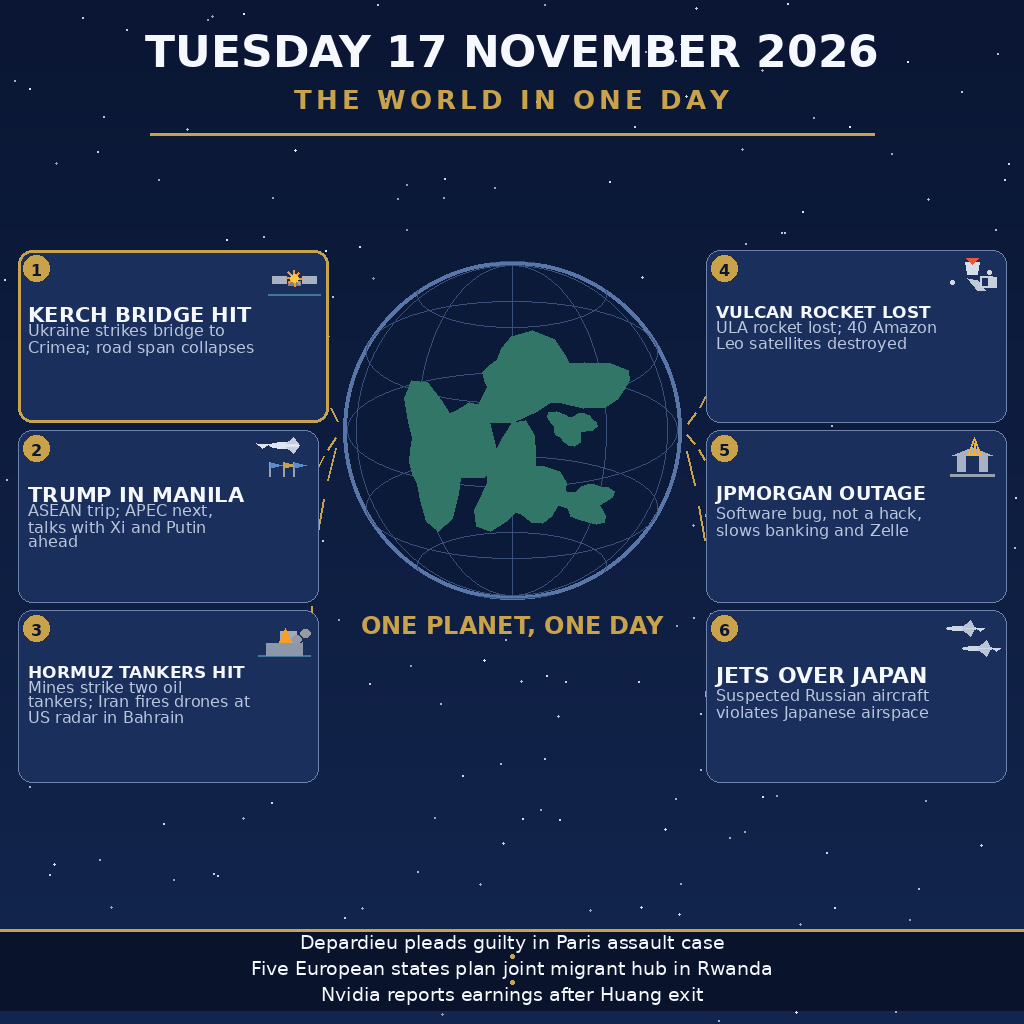 TUESDAY 17 NOVEMBER 2026
THE WORLD IN ONE DAY
1
KERCH BRIDGE HIT
Ukraine strikes bridge to
Crimea; road span collapses
2
TRUMP IN MANILA
ASEAN trip; APEC next,
talks with Xi and Putin
ahead
3
HORMUZ TANKERS HIT
Mines strike two oil
tankers; Iran fires drones at
US radar in Bahrain
4
VULCAN ROCKET LOST
ULA rocket lost; 40 Amazon
Leo satellites destroyed
5
JPMORGAN OUTAGE
Software bug, not a hack,
slows banking and Zelle
6
JETS OVER JAPAN
Suspected Russian aircraft
violates Japanese airspace
ONE PLANET, ONE DAY
Depardieu pleads guilty in Paris assault case
Five European states plan joint migrant hub in Rwanda
Nvidia reports earnings after Huang exit